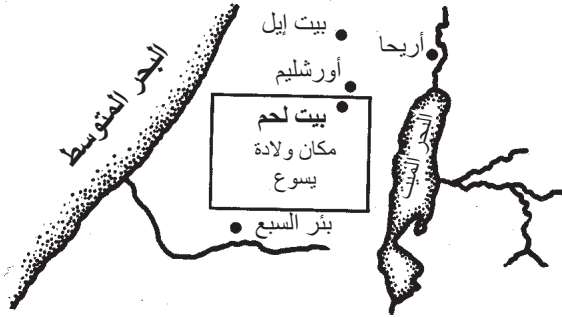 بيت إيل
أريحا
أورشليم
البحر المتوسط
بيت لحم
مكان ولادة
يسوع
البحر الميت
بئر السبع